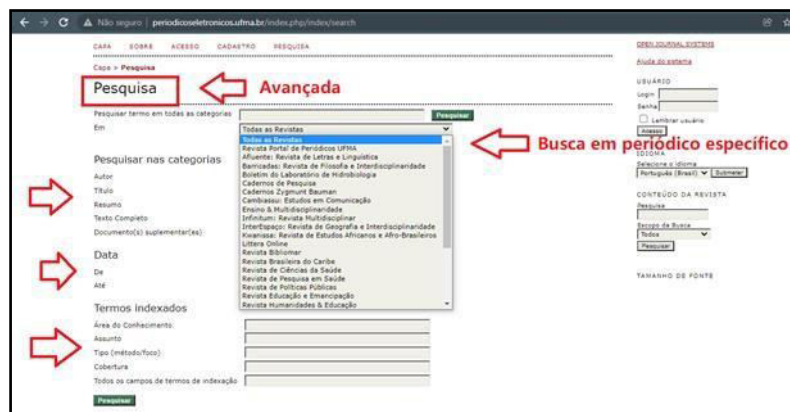 Não seguro | periodicoseletronicos.ufma.br/index.php/index/search
CAPA SOBRE ACESSO CADASTRO PESQUISA
Capa > Pesquisa
Pesquisa
Avançada
Pesquisar termo em todas as categorias
Pesquisar
Em
Todas as Revistas
Todas as Revistas
Revista Portal de Periódicos UFMA
Afluente: Revista de Letras e Linguística
Barricadas: Revista de Filosofia e Interdisciplinaridade
Boletim do Laboratório de Hidrobiologia
Cadernos de Pesquisa
Cadernos Zygmunt Bauman
Cambiassu: Estudos em Comunicação
Ensino & Multidisciplinaridade
Infinitum: Revista Multidisciplinar
InterEspaço: Revista de Geografia e Interdisciplinaridade
Kwanissa: Revista de Estudos Africanos e Afro-Brasileiros
Littera Online
Revista Bibliomar
Revista Brasileira do Caribe
Revista de Ciências da Saúde
Revista de Pesquisa em Saúde
Revista de Políticas Públicas
Revista Educação e Emancipação
Revista Humanidades & Educação
Busca em periódico específico
Pesquisar nas categorias
Autor
Título
Resumo
Texto Completo
Documento(s) suplementar(es)
Data
De
Até
Termos indexados
Área do Conhecimento
Assunto
Tipo (método/foco)
Cobertura
Todos os campos de termos de indexação
Pesquisar
OPEN JOURNAL SYSTEMS
Ajuda do sistema
USUÁRIO
Login
Senha
Lembrar usuário
Acesso
IDIOMA
Selecione o idioma
Português (Brasil) Submeter
CONTEÚDO DA REVISTA
Pesquisa
Escopo da Busca
Todos
Pesquisar
TAMANHO DE FONTE